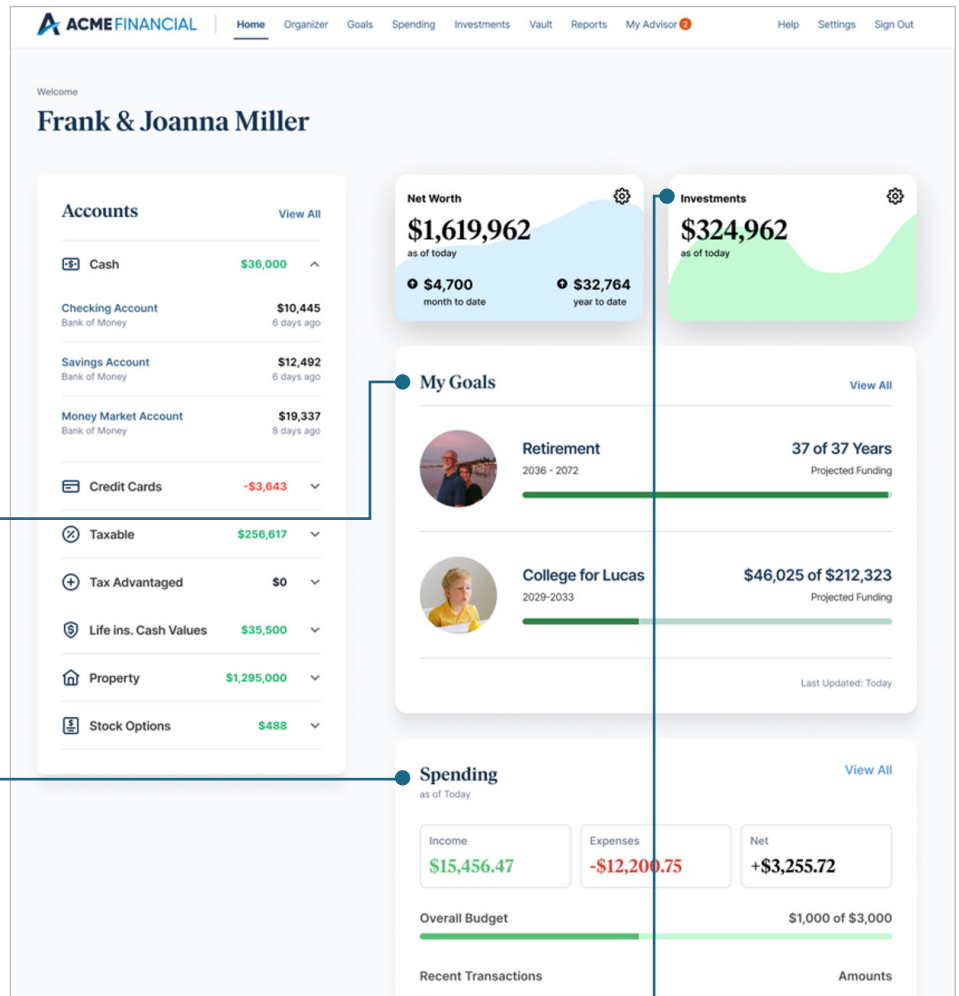 ACME FINANCIAL
Home Organizer Goals Spending Investments Vault Reports My Advisor 2 Help Settings Sign Out
Welcome
Frank & Joanna Miller
Accounts View All
Cash $36,000
Checking Account $10,445
Bank of Money 6 days ago
Savings Account $12,492
Bank of Money 6 days ago
Money Market Account $19,337
Bank of Money 8 days ago
Credit Cards -$3,643
Taxable $256,617
Tax Advantaged $0
Life ins. Cash Values $35,500
Property $1,295,000
Stock Options $488
Net Worth
$1,619,962
as of today
$4,700 $32,764
month to date year to date
Investments
$324,962
as of today
My Goals View All
Retirement 37 of 37 Years
2036 - 2072 Projected Funding
College for Lucas $46,025 of $212,323
2029-2033 Projected Funding
Last Updated: Today
Spending View All
as of Today
Income Expenses Net
$15,456.47 -$12,200.75 +$3,255.72
Overall Budget $1,000 of $3,000
Recent Transactions Amounts